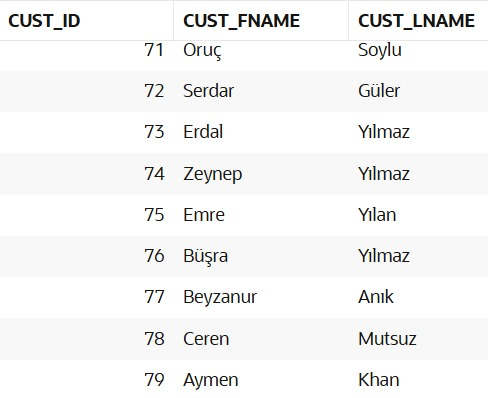 CUST_ID CUST_FNAME CUST_LNAME
71 Oruç Soylu
72 Serdar Güler
73 Erdal Yılmaz
74 Zeynep Yılmaz
75 Emre Yılan
76 Büşra Yılmaz
77 Beyzanur Anık
78 Ceren Mutsuz
79 Aymen Khan